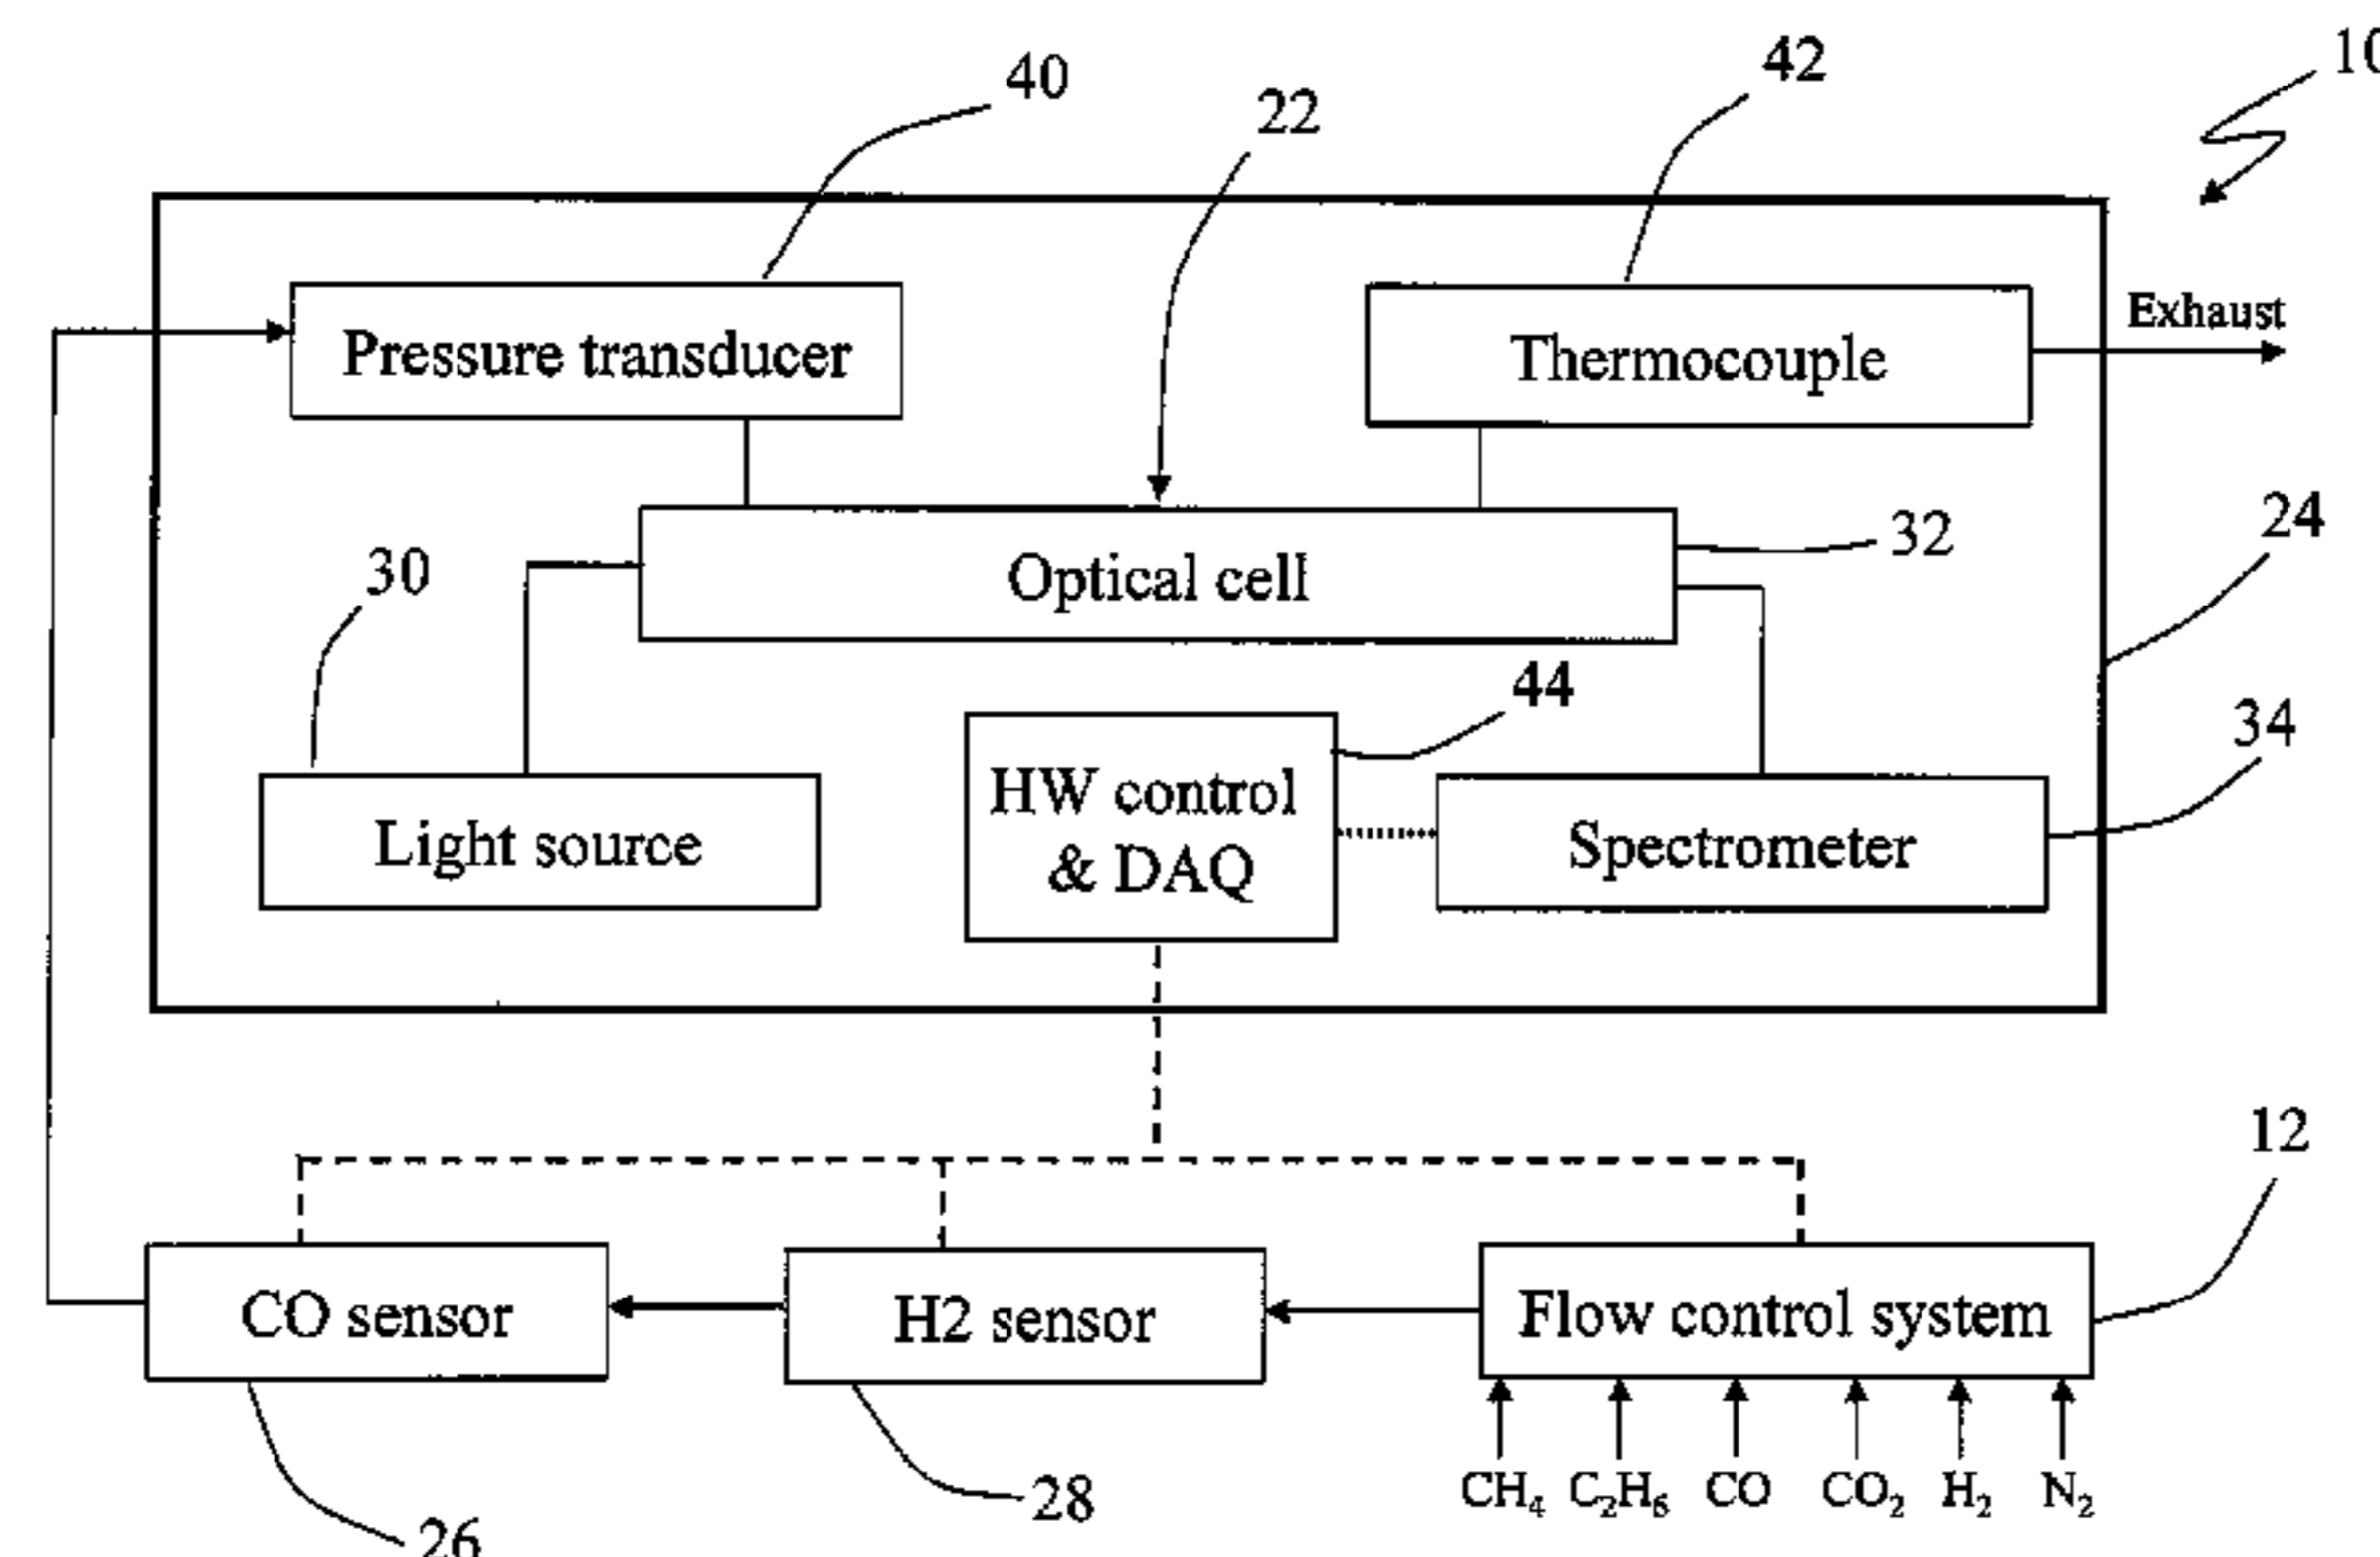 10
40
42
22
Exhaust
Pressure transducer
Thermocouple
24
32
Optical cell
30
44
34
HW control
& DAQ
Light source
Spectrometer
12
CO sensor
H2 sensor
Flow control system
CH₄ C₂H₆ CO CO₂ H₂ N₂
28
26